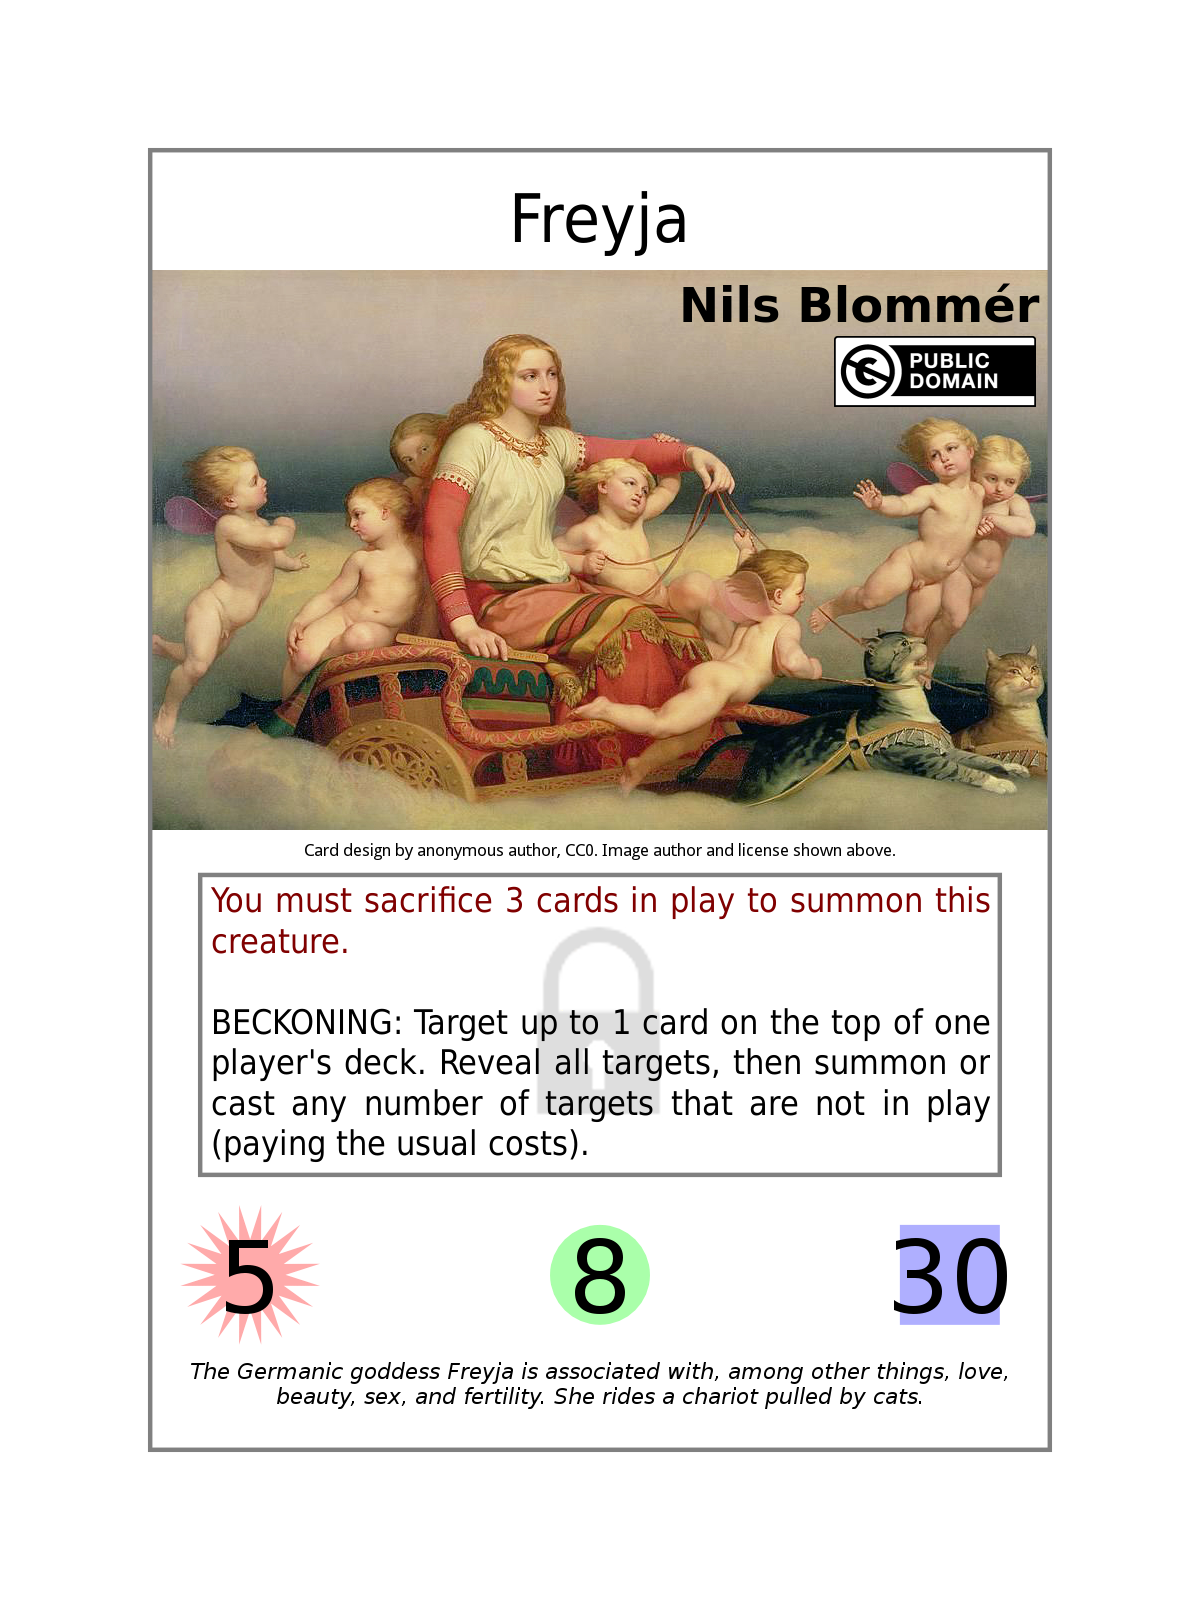 Freyja
Nils Blommér
PUBLIC
DOMAIN
Card design by anonymous author, CC0. Image author and license shown above.
You must sacrifice 3 cards in play to summon this
creature.
BECKONING: Target up to 1 card on the top of one
player's deck. Reveal all targets, then summon or
cast any number of targets that are not in play
(paying the usual costs).
5 8 30
The Germanic goddess Freyja is associated with, among other things, love,
beauty, sex, and fertility. She rides a chariot pulled by cats.